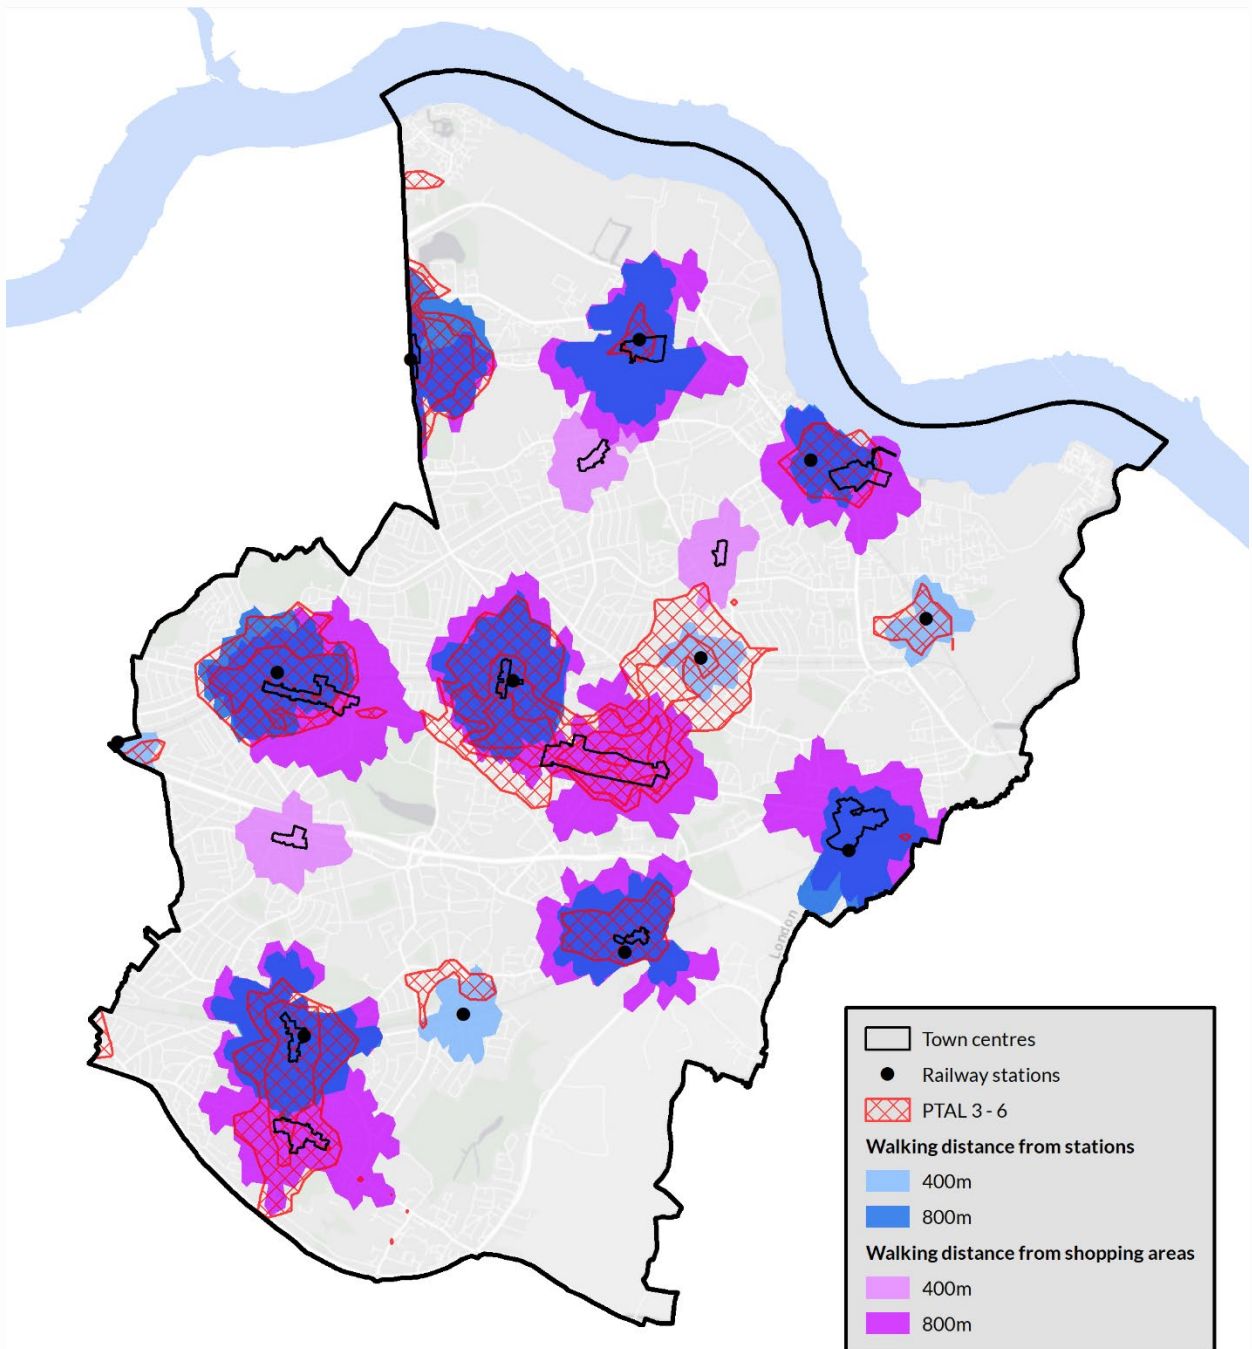 London
Town centres
Railway stations
PTAL 3 - 6
Walking distance from stations
400m
800m
Walking distance from shopping areas
400m
800m